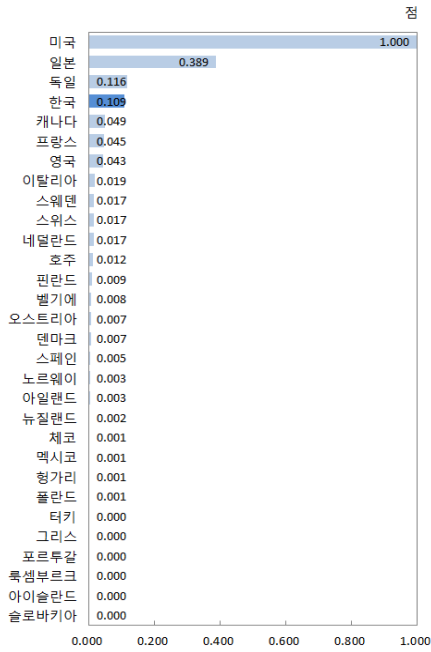 점
미국 1.000
일본 0.389
독일 0.116
한국 0.109
캐나다 0.049
프랑스 0.045
영국 0.043
이탈리아 0.019
스웨덴 0.017
스위스 0.017
네덜란드 0.017
호주 0.012
핀란드 0.009
벨기에 0.008
오스트리아 0.007
덴마크 0.007
스페인 0.005
노르웨이 0.003
아일랜드 0.003
뉴질랜드 0.002
체코 0.001
멕시코 0.001
헝가리 0.001
폴란드 0.001
터키 0.000
그리스 0.000
포르투갈 0.000
룩셈부르크 0.000
아이슬란드 0.000
슬로바키아 0.000
0.000 0.200 0.400 0.600 0.800 1.000